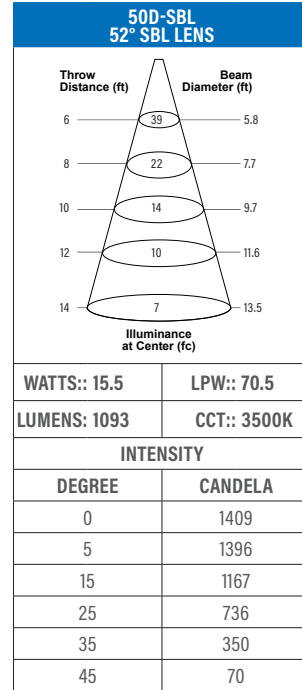 50D-SBL
52° SBL LENS
Throw Distance (ft) Beam Diameter (ft)
6 39 5.8
8 22 7.7
10 14 9.7
12 10 11.6
14 7 13.5
Illuminance
at Center (fc)
WATTS:: 15.5 LPW:: 70.5
LUMENS: 1093 CCT:: 3500K
INTENSITY
DEGREE CANDELA
0 1409
5 1396
15 1167
25 736
35 350
45 70